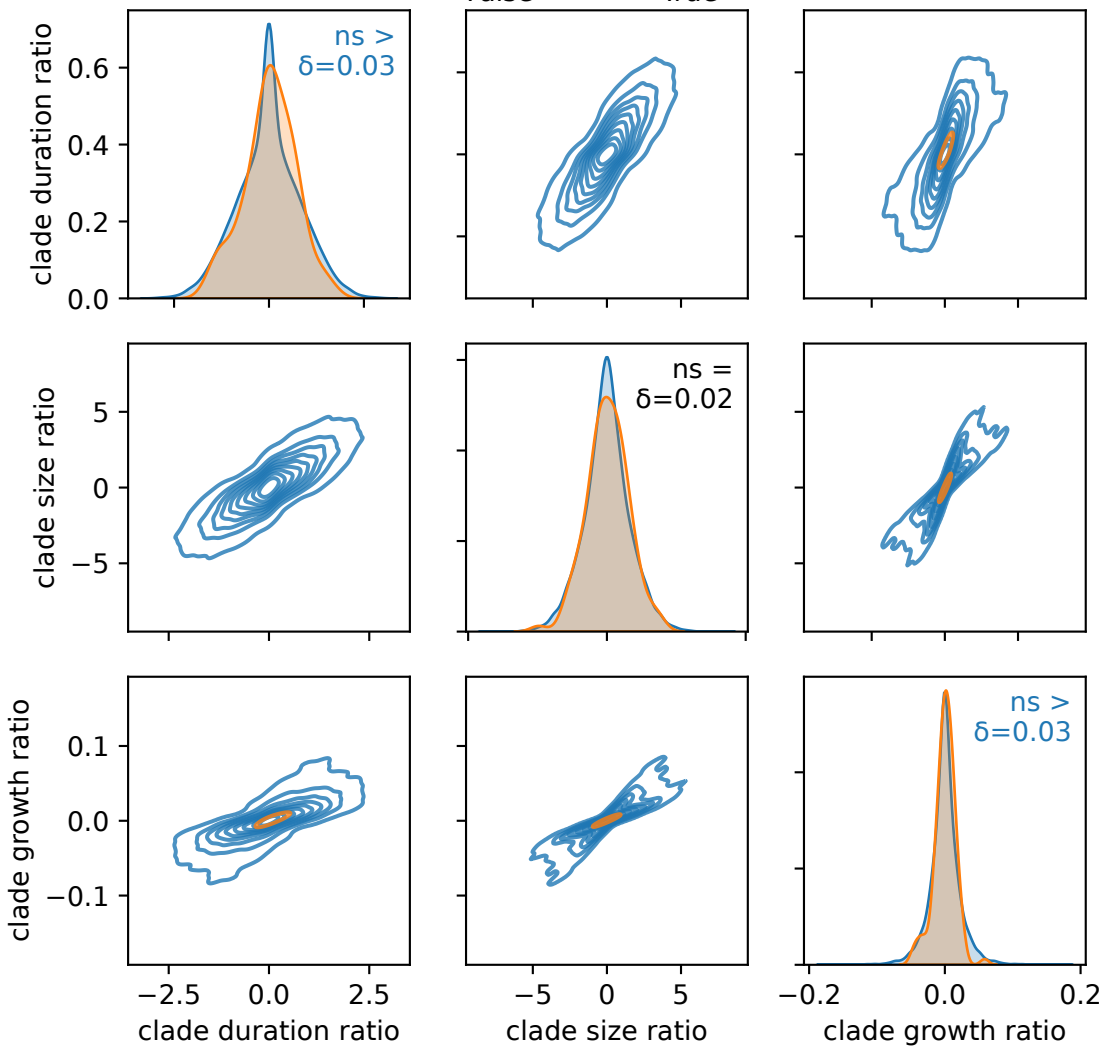 clade duration ratio
0.6
0.4
0.2
0.0
ns >
δ=0.03
clade size ratio
5
0
−5
ns =
δ=0.02
clade growth ratio
0.1
0.0
−0.1
ns >
δ=0.03
−2.5 0.0 2.5
−5 0 5
−0.2 0.0 0.2
clade duration ratio
clade size ratio
clade growth ratio